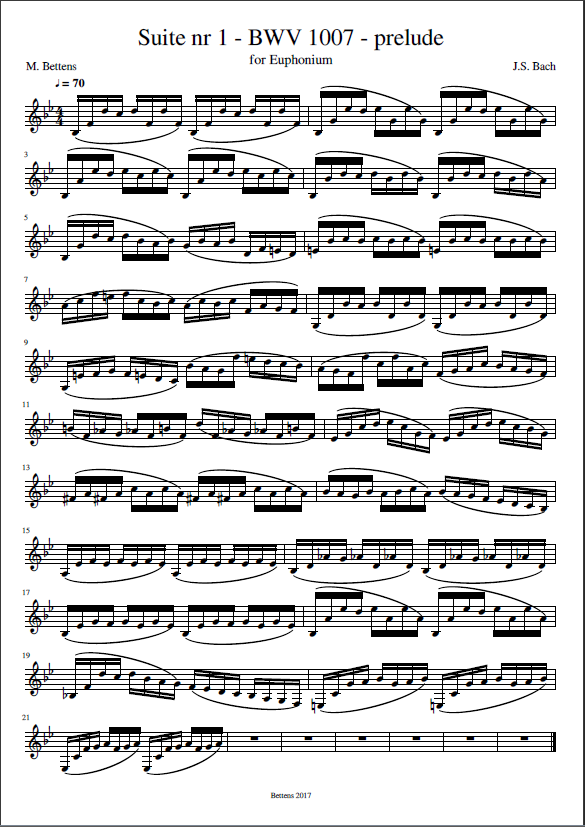 Suite nr 1 - BWV 1007 - prelude
for Euphonium
M. Bettens
J.S. Bach
♩ = 70
3
5
7
9
11
13
15
17
19
21
Bettens 2017